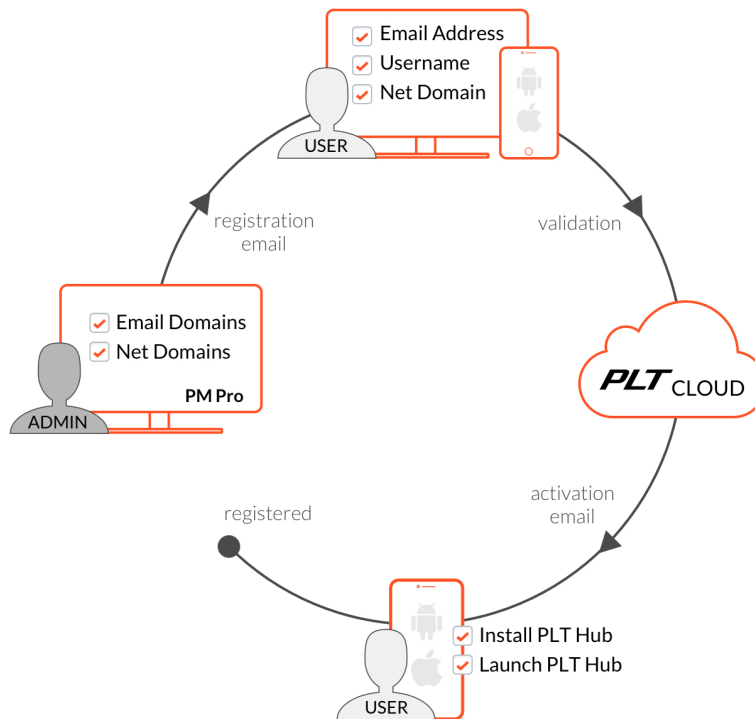 Email Address
Username
Net Domain
USER
registration
email
validation
Email Domains
Net Domains
PM Pro
ADMIN
PLT CLOUD
activation
email
registered
Install PLT Hub
Launch PLT Hub
USER